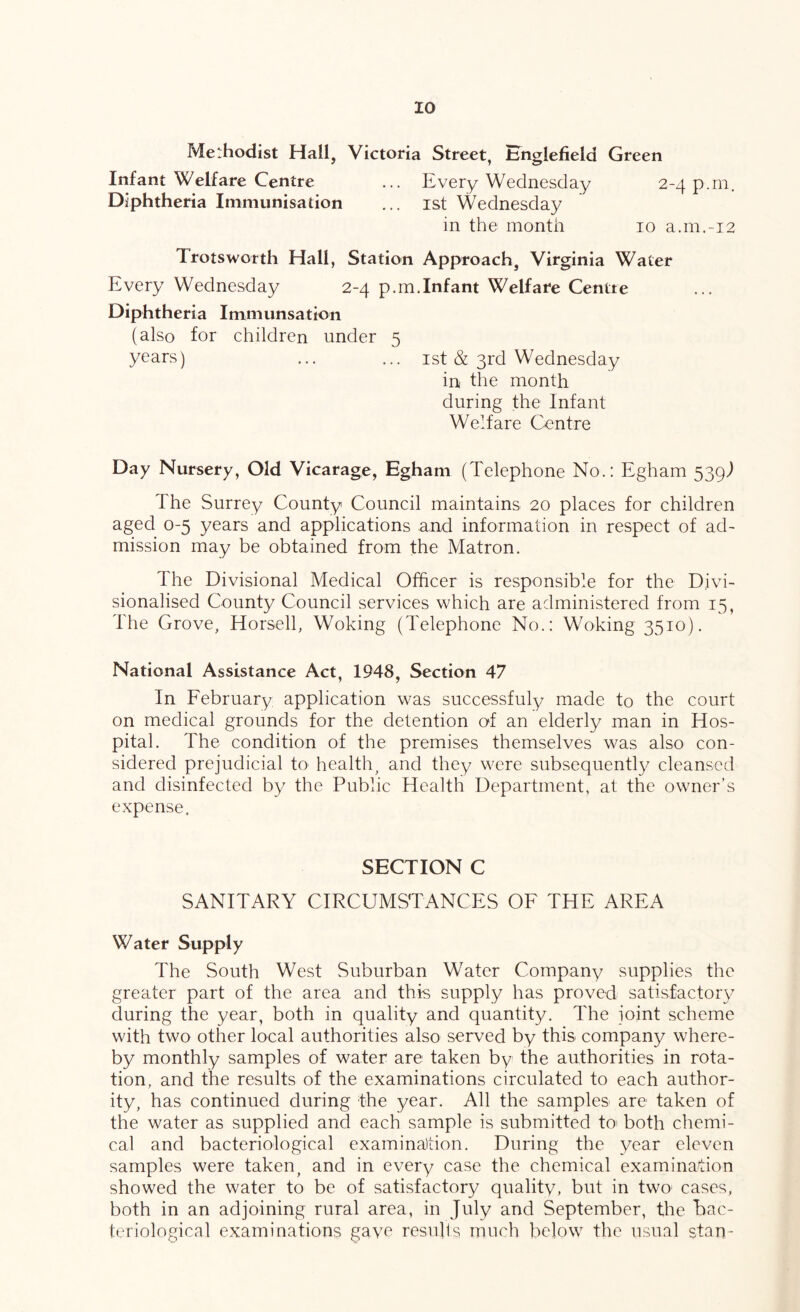 10
Methodist Hall, Victoria Street, Englefield Green
Infant Welfare Centre ... Every Wednesday 2-4 p.m.
Diphtheria Immunisation ... 1st Wednesday
in the month 10 a.m.-12
Trotsworth Hall, Station Approach, Virginia Water
Every Wednesday 2-4 p.m.Infant Welfare Centre ...
Diphtheria Immunsation
(also for children under 5
years) ... ... 1st & 3rd Wednesday
in the month
during the Infant
Welfare Centre
Day Nursery, Old Vicarage, Egham (Telephone No.: Egham 539)
The Surrey County Council maintains 20 places for children
aged 0-5 years and applications and information in respect of ad-
mission may be obtained from the Matron.
The Divisional Medical Officer is responsible for the Divi-
sionalised County Council services which are administered from 15,
The Grove, Horsell, Woking (Telephone No.: Woking 3510).
National Assistance Act, 1948, Section 47
In February application was successfuly made to the court
on medical grounds for the detention of an elderly man in Hos-
pital. The condition of the premises themselves was also con-
sidered prejudicial to health, and they were subsequently cleansed
and disinfected by the Public Health Department, at the owner's
expense.
SECTION C
SANITARY CIRCUMSTANCES OF THE AREA
Water Supply
The South West Suburban Water Company supplies the
greater part of the area and this supply has proved satisfactory
during the year, both in quality and quantity. The joint scheme
with two other local authorities also served by this company where-
by monthly samples of water are taken by the authorities in rota-
tion, and the results of the examinations circulated to each author-
ity, has continued during the year. All the samples are taken of
the water as supplied and each sample is submitted to both chemi-
cal and bacteriological examination. During the year eleven
samples were taken, and in every case the chemical examination
showed the water to be of satisfactory quality, but in two cases,
both in an adjoining rural area, in July and September, the bac-
teriological examinations gave results much below the usual stan-